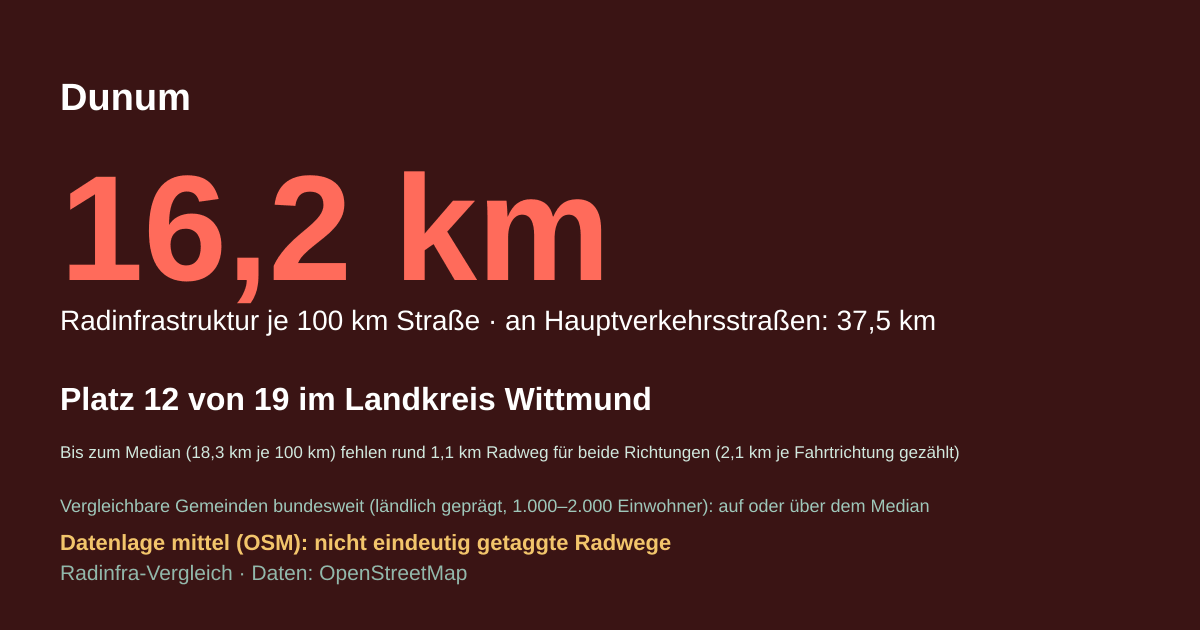 Dunum
16,2 km
Radinfrastruktur je 100 km Straße · an Hauptverkehrsstraßen: 37,5 km
Platz 12 von 19 im Landkreis Wittmund
Bis zum Median (18,3 km je 100 km) fehlen rund 1,1 km Radweg für beide Richtungen (2,1 km je Fahrtrichtung gezählt)
Vergleichbare Gemeinden bundesweit (ländlich geprägt, 1.000–2.000 Einwohner): auf oder über dem Median
Datenlage mittel (OSM): nicht eindeutig getaggte Radwege
Radinfra-Vergleich · Daten: OpenStreetMap